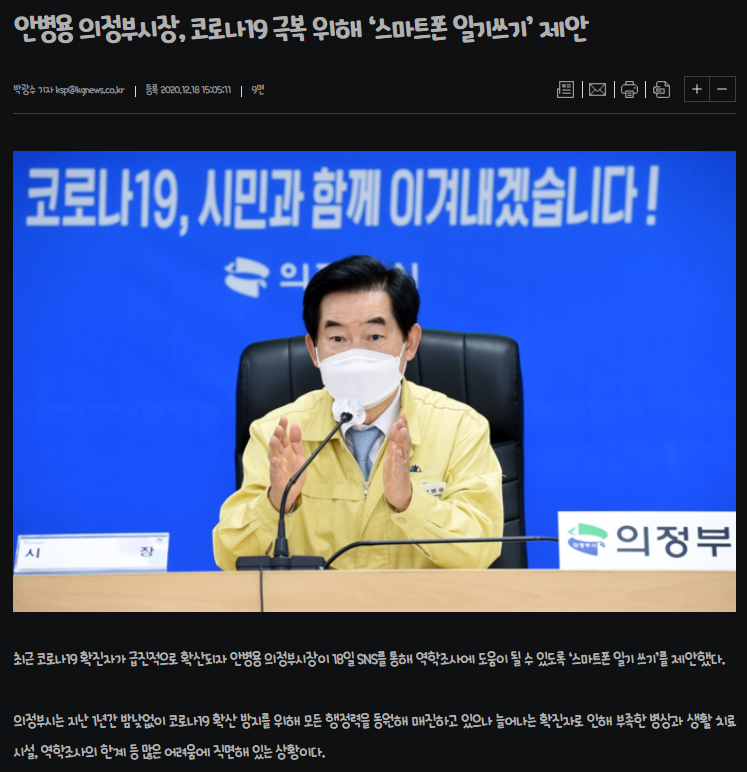 안병용 의정부시장, 코로나19 극복 위해 ‘스마트폰 일기쓰기’ 제안
박광수 기자 ksp@kgnews.co.kr | 등록 2020.12.18 15:05:11 | 9면
코로나19, 시민과 함께 이겨내겠습니다!
시 장
의정부
최근 코로나19 확진자가 급진적으로 확산되자 안병용 의정부시장이 18일 SNS를 통해 역학조사에 도움이 될 수 있도록 ‘스마트폰 일기 쓰기’를 제안했다.
의정부시는 지난 1년간 밤낮없이 코로나19 확산 방지를 위해 모든 행정력을 동원해 매진하고 있으나 늘어나는 확진자로 인해 부족한 병상과 생활 치료
시설, 역학조사의 한계 등 많은 어려움에 직면해 있는 상황이다.